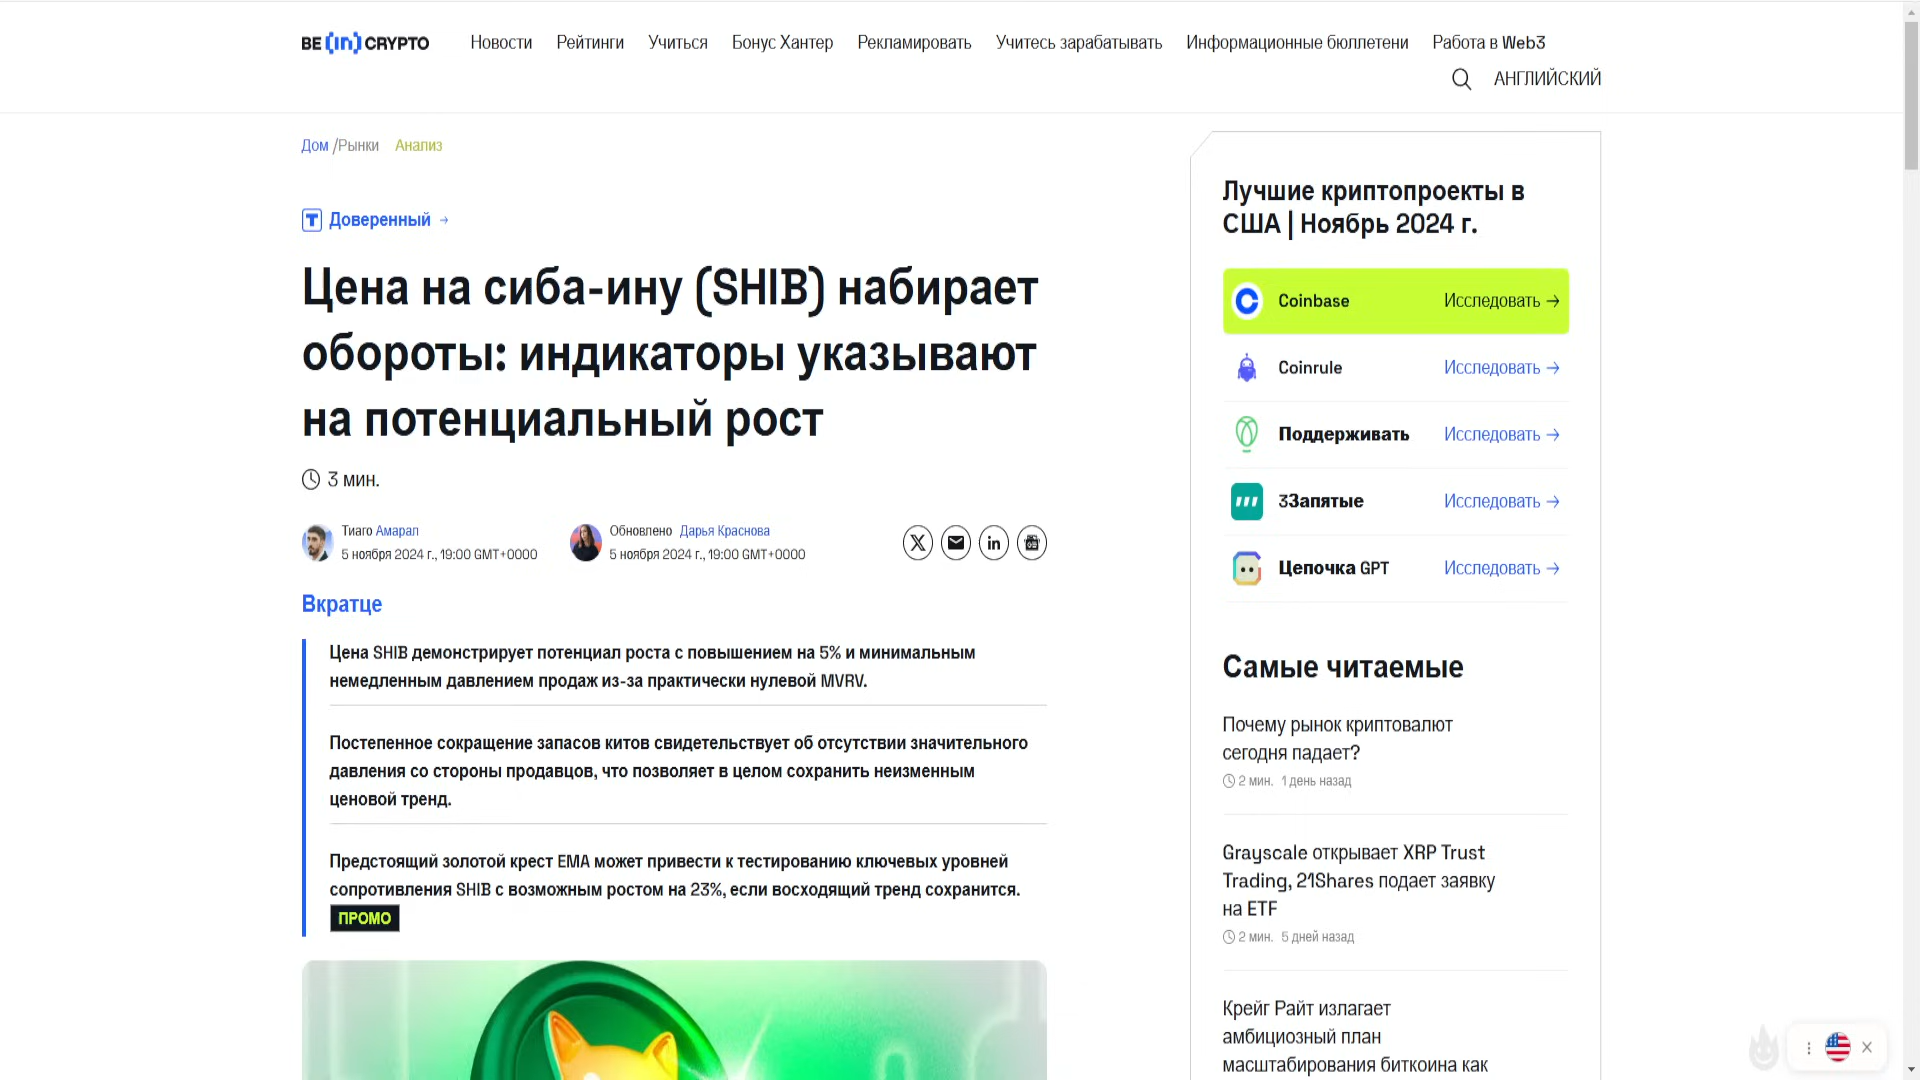 BE[in]CRYPTO
Новости Рейтинги Учиться Бонус Хантер Рекламировать Учитесь зарабатывать Информационные бюллетени Работа в Web3
АНГЛИЙСКИЙ
Дом /Рынки Анализ
Доверенный →
Цена на сиба-ину (SHIB) набирает
обороты: индикаторы указывают
на потенциальный рост
3 мин.
Тиаго Амарал
5 ноября 2024 г., 19:00 GMT+0000
Обновлено Дарья Краснова
5 ноября 2024 г., 19:00 GMT+0000
Вкратце
Цена SHIB демонстрирует потенциал роста с повышением на 5% и минимальным
немедленным давлением продаж из-за практически нулевой MVRV.
Постепенное сокращение запасов китов свидетельствует об отсутствии значительного
давления со стороны продавцов, что позволяет в целом сохранить неизменным
ценовой тренд.
Предстоящий золотой крест EMA может привести к тестированию ключевых уровней
сопротивления SHIB с возможным ростом на 23%, если восходящий тренд сохранится.
ПРОМО
Лучшие криптопроекты в
США | Ноябрь 2024 г.
Coinbase Исследовать →
Coinrule Исследовать →
Поддерживать Исследовать →
3Запятые Исследовать →
Цепочка GPT Исследовать →
Самые читаемые
Почему рынок криптовалют
сегодня падает?
2 мин. 1 день назад
Grayscale открывает XRP Trust
Trading, 21Shares подает заявку
на ETF
2 мин. 5 дней назад
Крейг Райт излагает
амбициозный план
масштабирования биткоина как